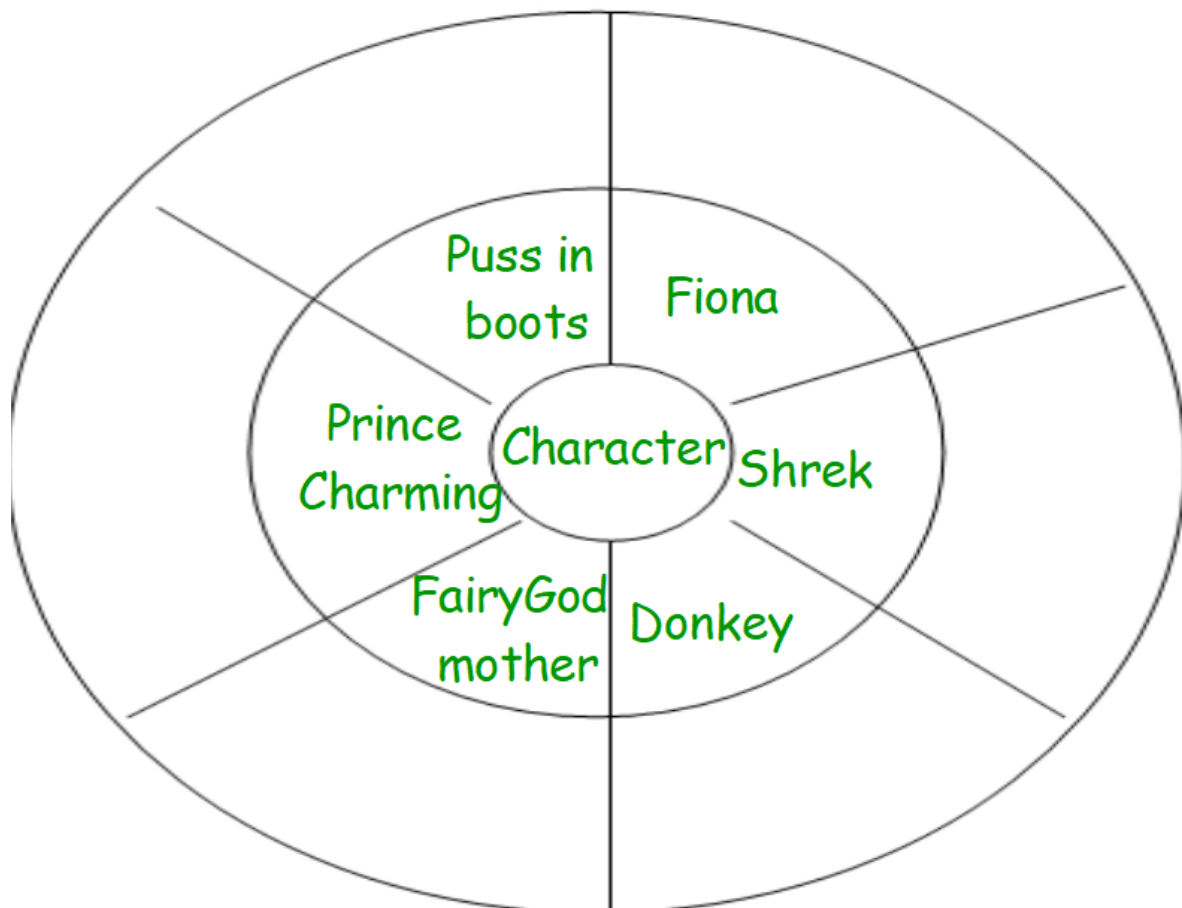 Puss in
boots
Fiona
Prince
Charming
Character
Shrek
FairyGod
mother
Donkey